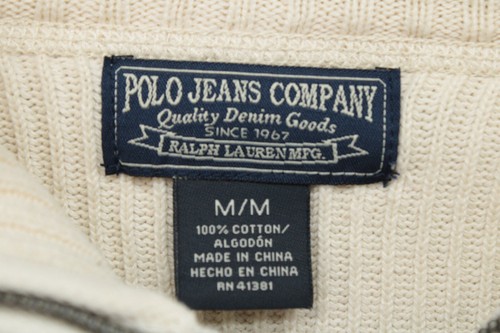 POLO JEANS COMPANY
Quality Denim Goods
SINCE 1967
RALPH LAUREN MFG.
M/M
100% COTTON/
ALGODÓN
MADE IN CHINA
HECHO EN CHINA
RN 41381